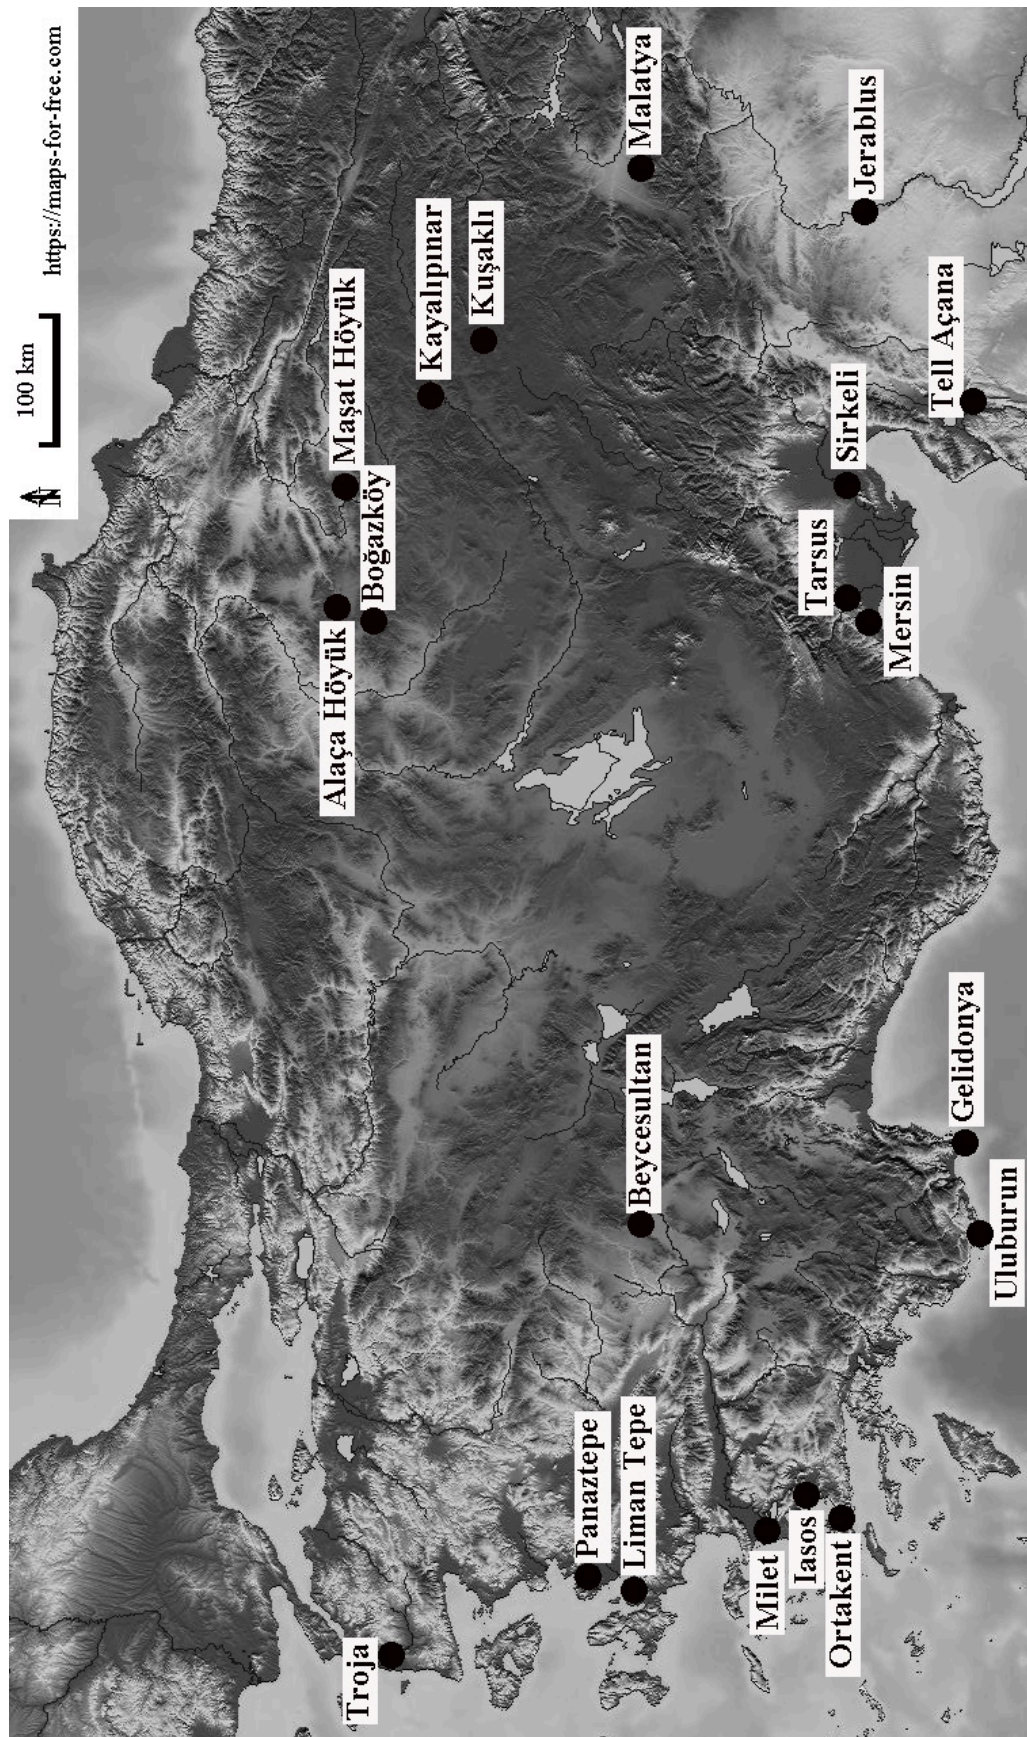 100 km
N
https://maps-for-free.com
Troja
Panaztepe
Liman Tepe
Milet
Iasos
Ortakent
Beycesultan
Uluburun
Gelidonya
Alaça Höyük
Boğazköy
Maşat Höyük
Kayalıpınar
Kuşaklı
Malatya
Tarsus
Mersin
Sirkeli
Tell Açana
Jerablus